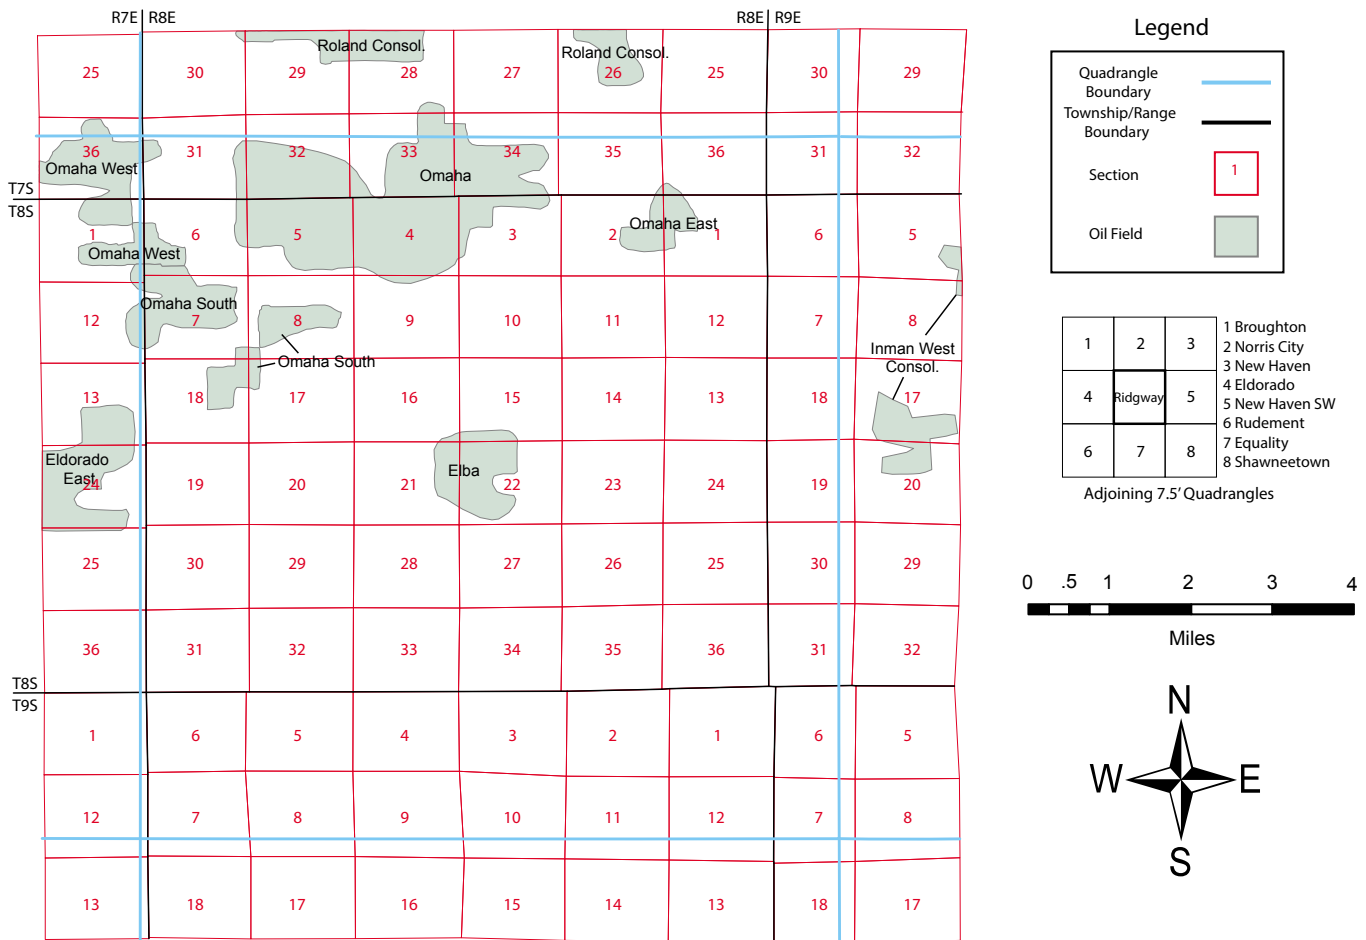 R7E R8E R8E R9E
Roland Consol. Roland Consol.
25 30 29 28 27 26 25 30 29
36 31 32 33 34 35 36 31 32
Omaha West Omaha
T7S
T8S
Omaha East
1 6 5 4 3 2 1 6 5
Omaha West
Omaha South
12 7 8 9 10 11 12 7 8
Omaha South
Inman West
Consol.
13 18 17 16 15 14 13 18 17
Eldorado
East
Elba
24 19 20 21 22 23 24 19 20
25 30 29 28 27 26 25 30 29
36 31 32 33 34 35 36 31 32
T8S
T9S
1 6 5 4 3 2 1 6 5
12 7 8 9 10 11 12 7 8
13 18 17 16 15 14 13 18 17
Legend
Quadrangle
Boundary
Township/Range
Boundary
Section 1
Oil Field
1 2 3
4 Ridgway 5
6 7 8
1 Broughton
2 Norris City
3 New Haven
4 Eldorado
5 New Haven SW
6 Rudement
7 Equality
8 Shawneetown
Adjoining 7.5' Quadrangles
0 .5 1 2 3 4
Miles
N
W E
S